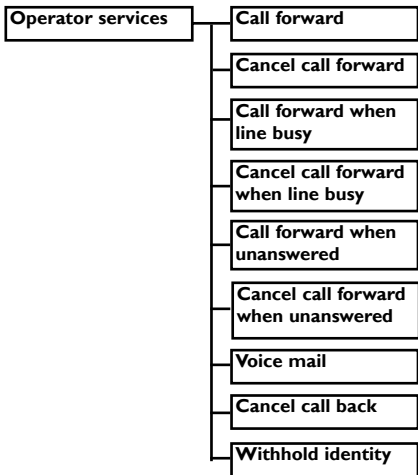 Operator services
Call forward
Cancel call forward
Call forward when
line busy
Cancel call forward
when line busy
Call forward when
unanswered
Cancel call forward
when unanswered
Voice mail
Cancel call back
Withhold identity